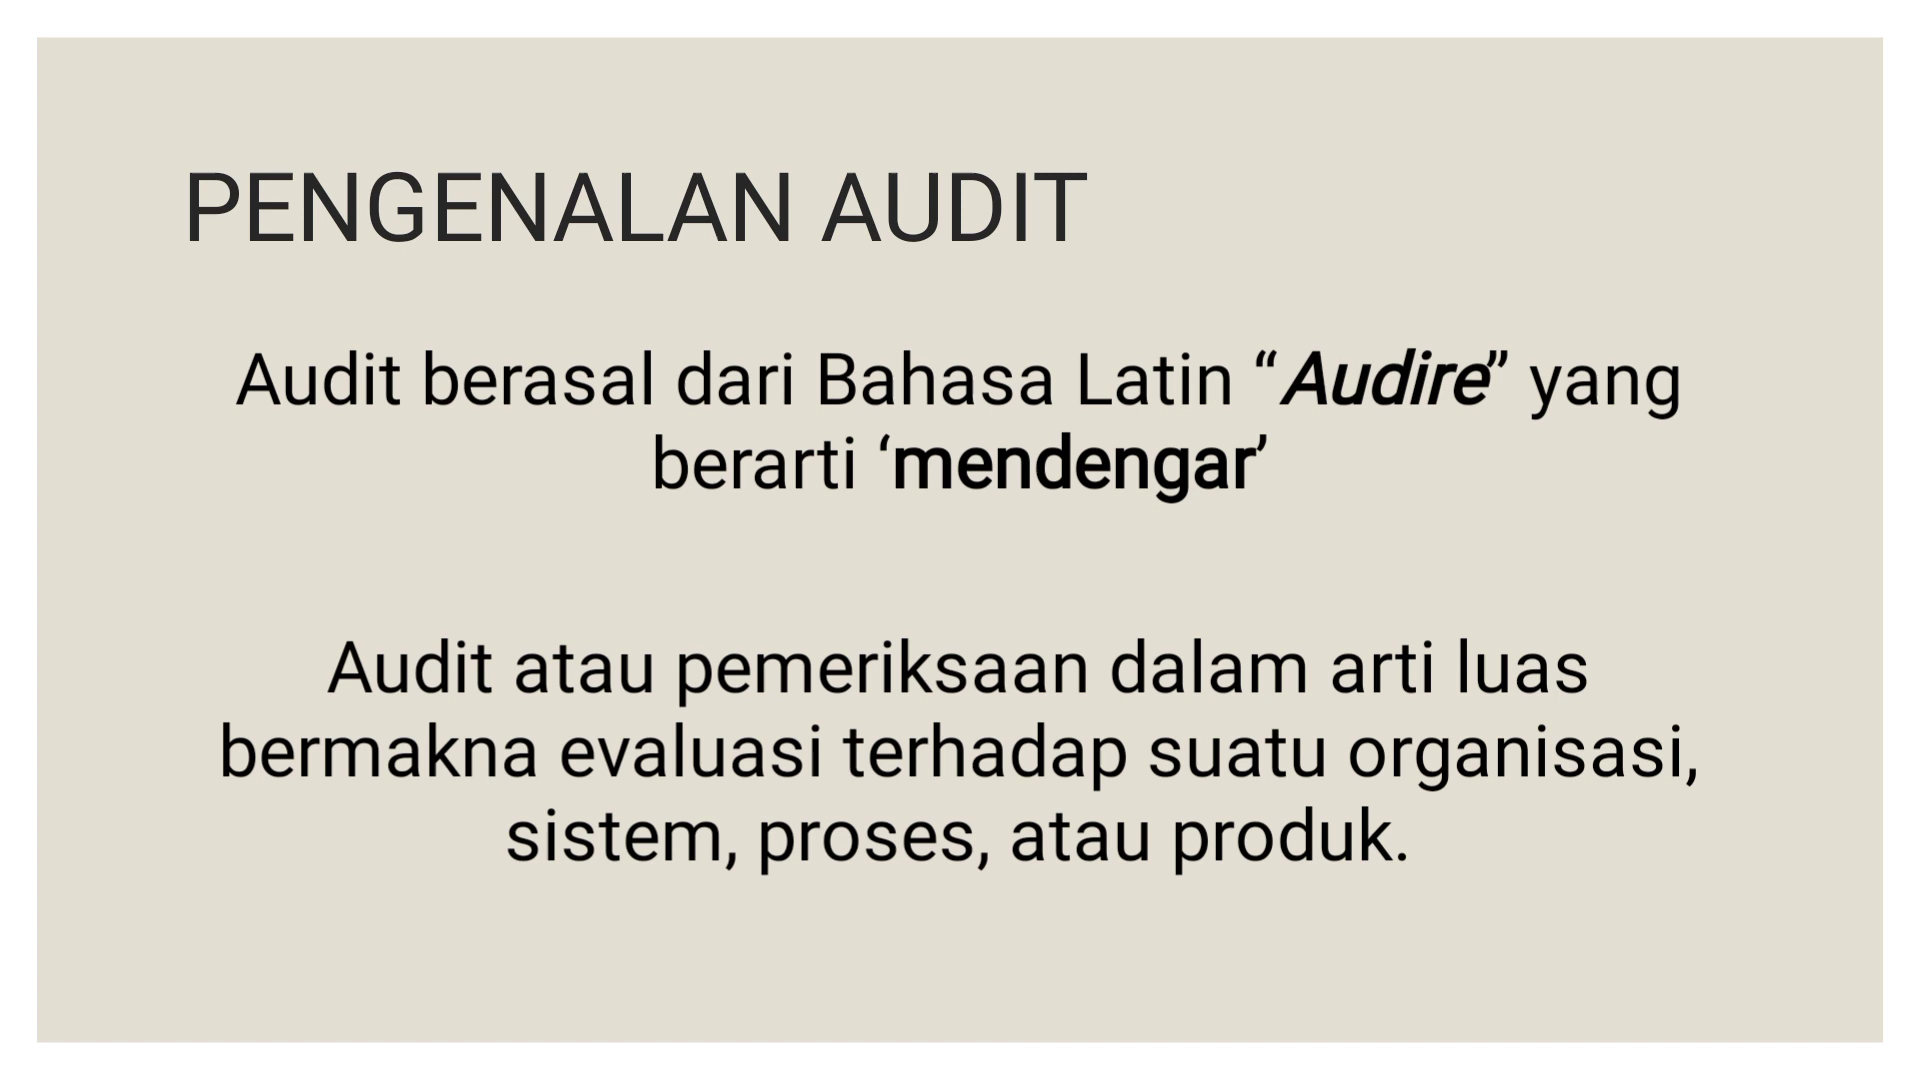 PENGENALAN AUDIT
Audit berasal dari Bahasa Latin “Audire” yang
berarti ‘mendengar’
Audit atau pemeriksaan dalam arti luas
bermakna evaluasi terhadap suatu organisasi,
sistem, proses, atau produk.